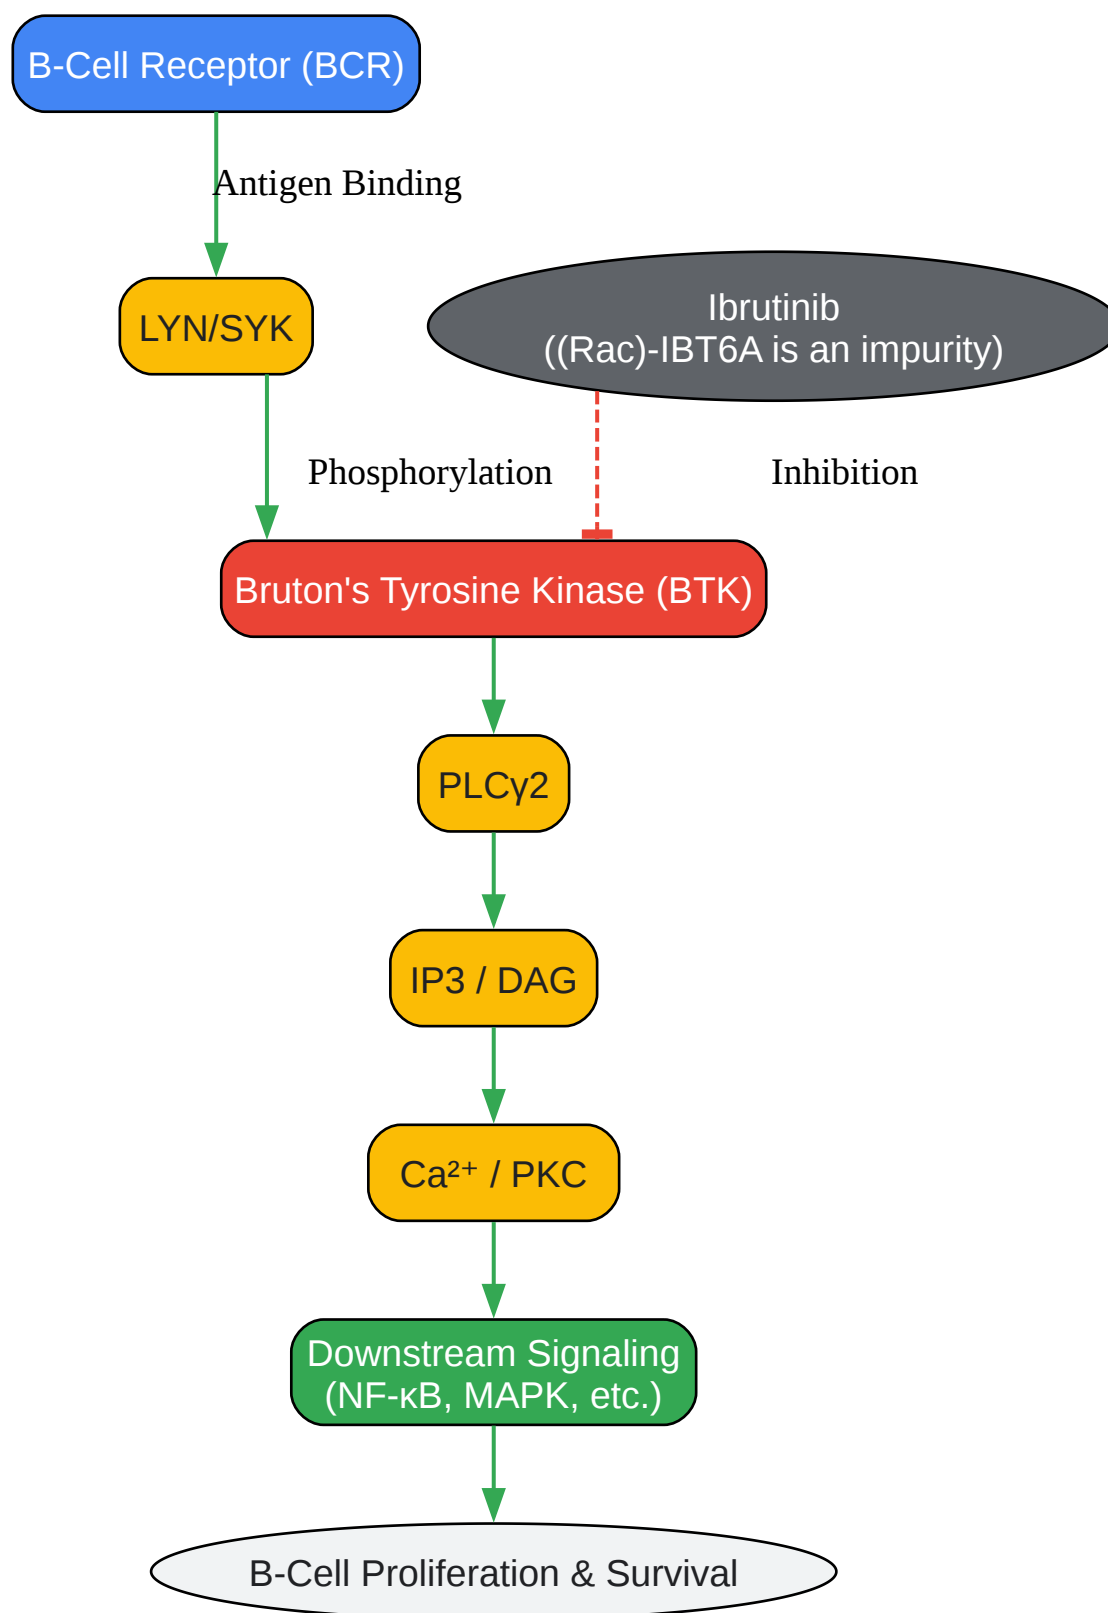 B-Cell Receptor (BCR)
Antigen Binding
LYN/SYK
Ibrutinib
((Rac)-IBT6A is an impurity)
Phosphorylation
Inhibition
Bruton's Tyrosine Kinase (BTK)
PLCγ2
IP3 / DAG
Ca²⁺ / PKC
Downstream Signaling
(NF-κB, MAPK, etc.)
B-Cell Proliferation & Survival